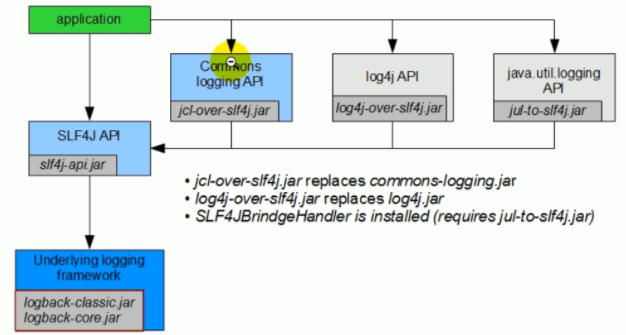 application
Commons
logging API
jcl-over-slf4j.jar
log4j API
log4j-over-slf4j.jar
java.util.logging
API
jul-to-slf4j.jar
SLF4J API
slf4j-api.jar
• jcl-over-slf4j.jar replaces commons-logging.jar
• log4j-over-slf4j.jar replaces log4j.jar
• SLF4JBrindgeHandler is installed (requires jul-to-slf4j.jar)
Underlying logging
framework
logback-classic.jar
logback-core.jar